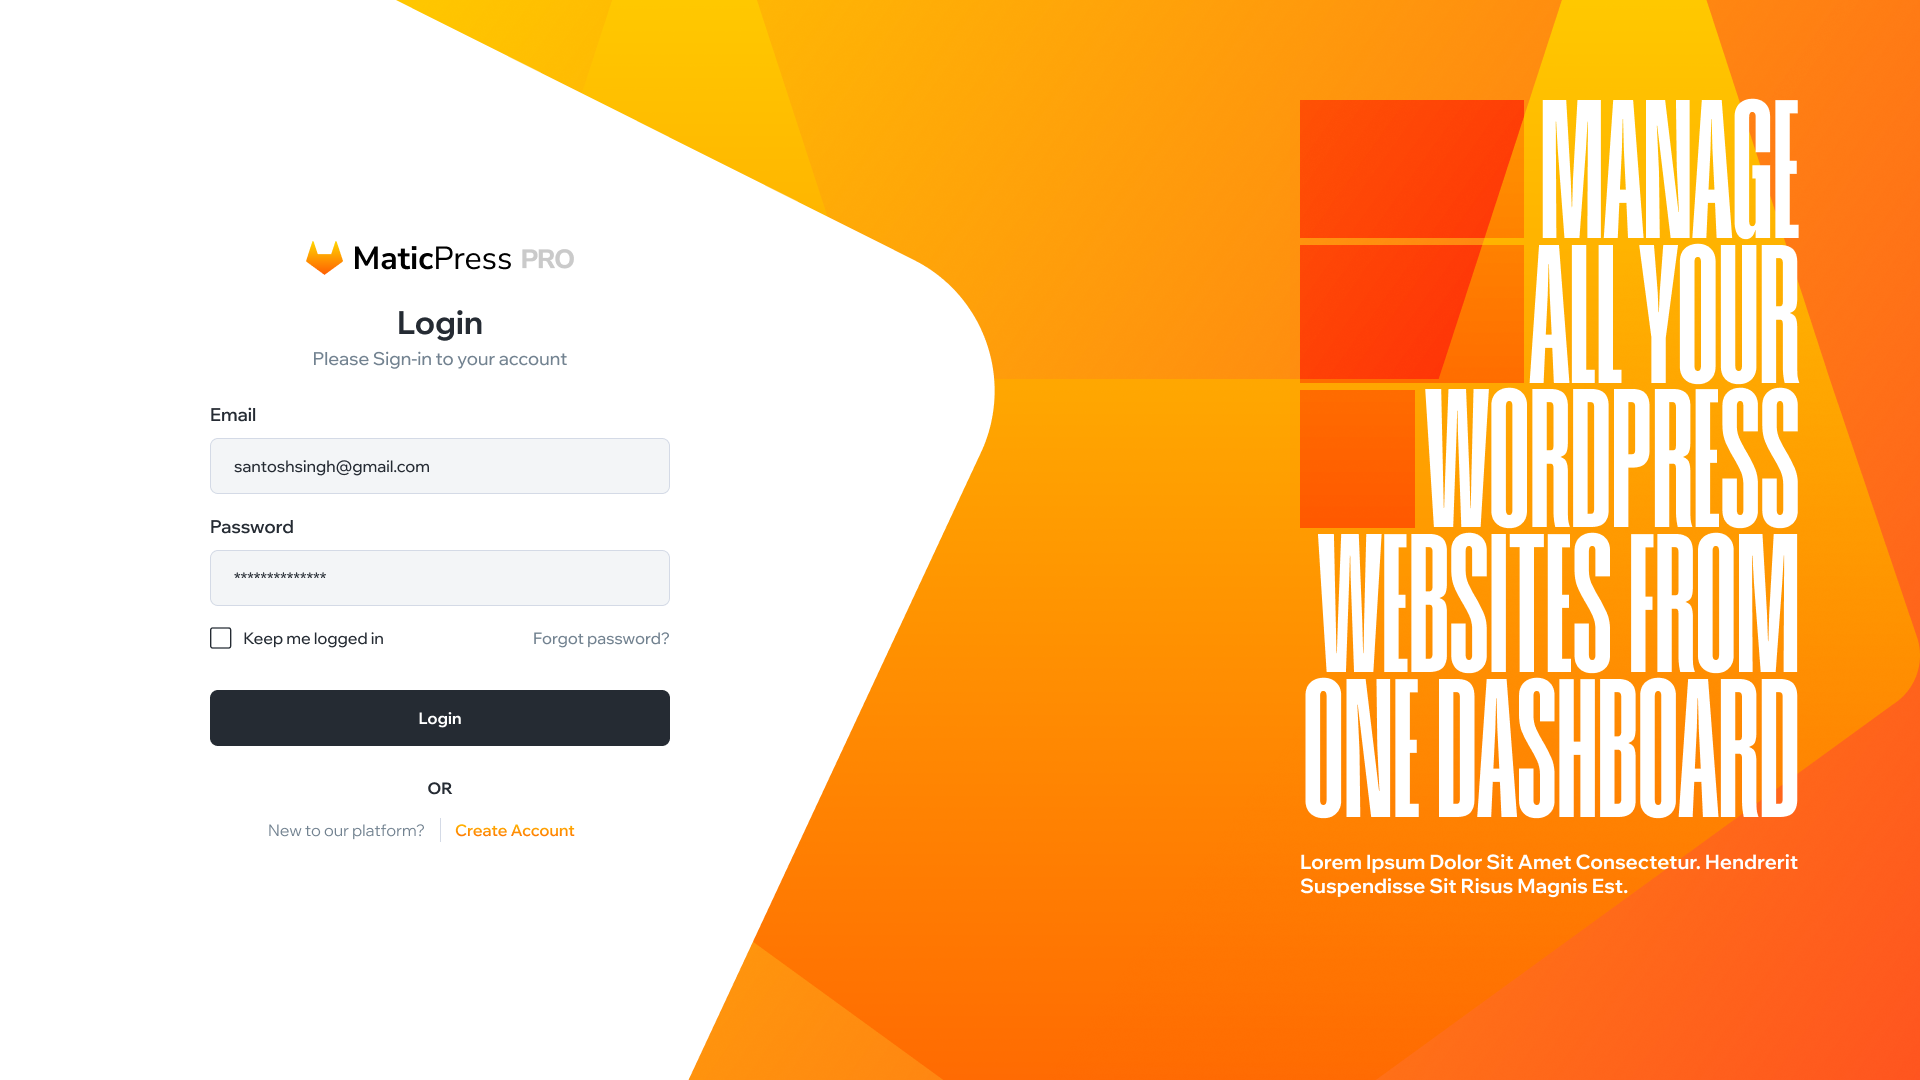 MaticPress PRO
Login
Please Sign-in to your account
Email
santoshsingh@gmail.com
Password
**************
Keep me logged in
Forgot password?
Login
OR
New to our platform?
Create Account
MANAGE
ALL YOUR
WORDPRESS
WEBSITES FROM
ONE DASHBOARD
Lorem Ipsum Dolor Sit Amet Consectetur. Hendrerit
Suspendisse Sit Risus Magnis Est.